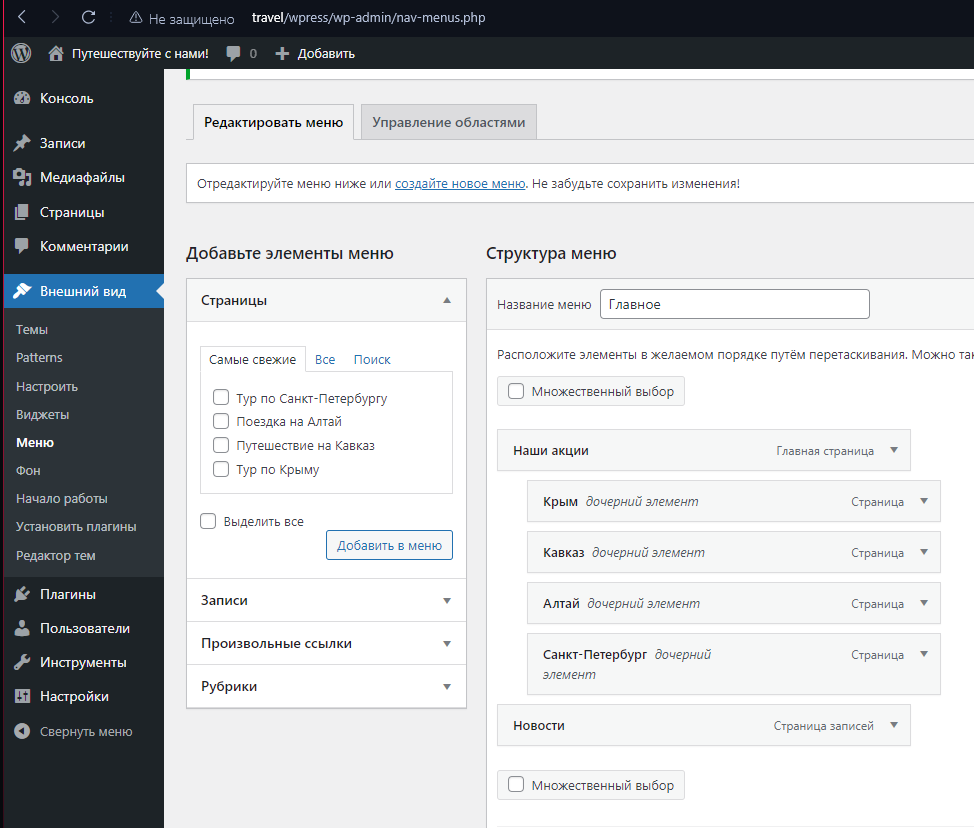 Не защищено travel/wpress/wp-admin/nav-menus.php
Путешествуйте с нами! 0 Добавить
Консоль
Записи
Медиафайлы
Страницы
Комментарии
Внешний вид
Темы
Patterns
Настроить
Виджеты
Меню
Фон
Начало работы
Установить плагины
Редактор тем
Плагины
Пользователи
Инструменты
Настройки
Свернуть меню
Редактировать меню Управление областями
Отредактируйте меню ниже или создайте новое меню. Не забудьте сохранить изменения!
Добавьте элементы меню
Страницы
Самые свежие Все Поиск
Тур по Санкт-Петербургу
Поездка на Алтай
Путешествие на Кавказ
Тур по Крыму
Выделить все
Добавить в меню
Записи
Произвольные ссылки
Рубрики
Структура меню
Название меню Главное
Расположите элементы в желаемом порядке путём перетаскивания. Можно
Множественный выбор
Наши акции Главная страница
Крым дочерний элемент Страница
Кавказ дочерний элемент Страница
Алтай дочерний элемент Страница
Санкт-Петербург дочерний Страница
элемент
Новости Страница записей
Множественный выбор